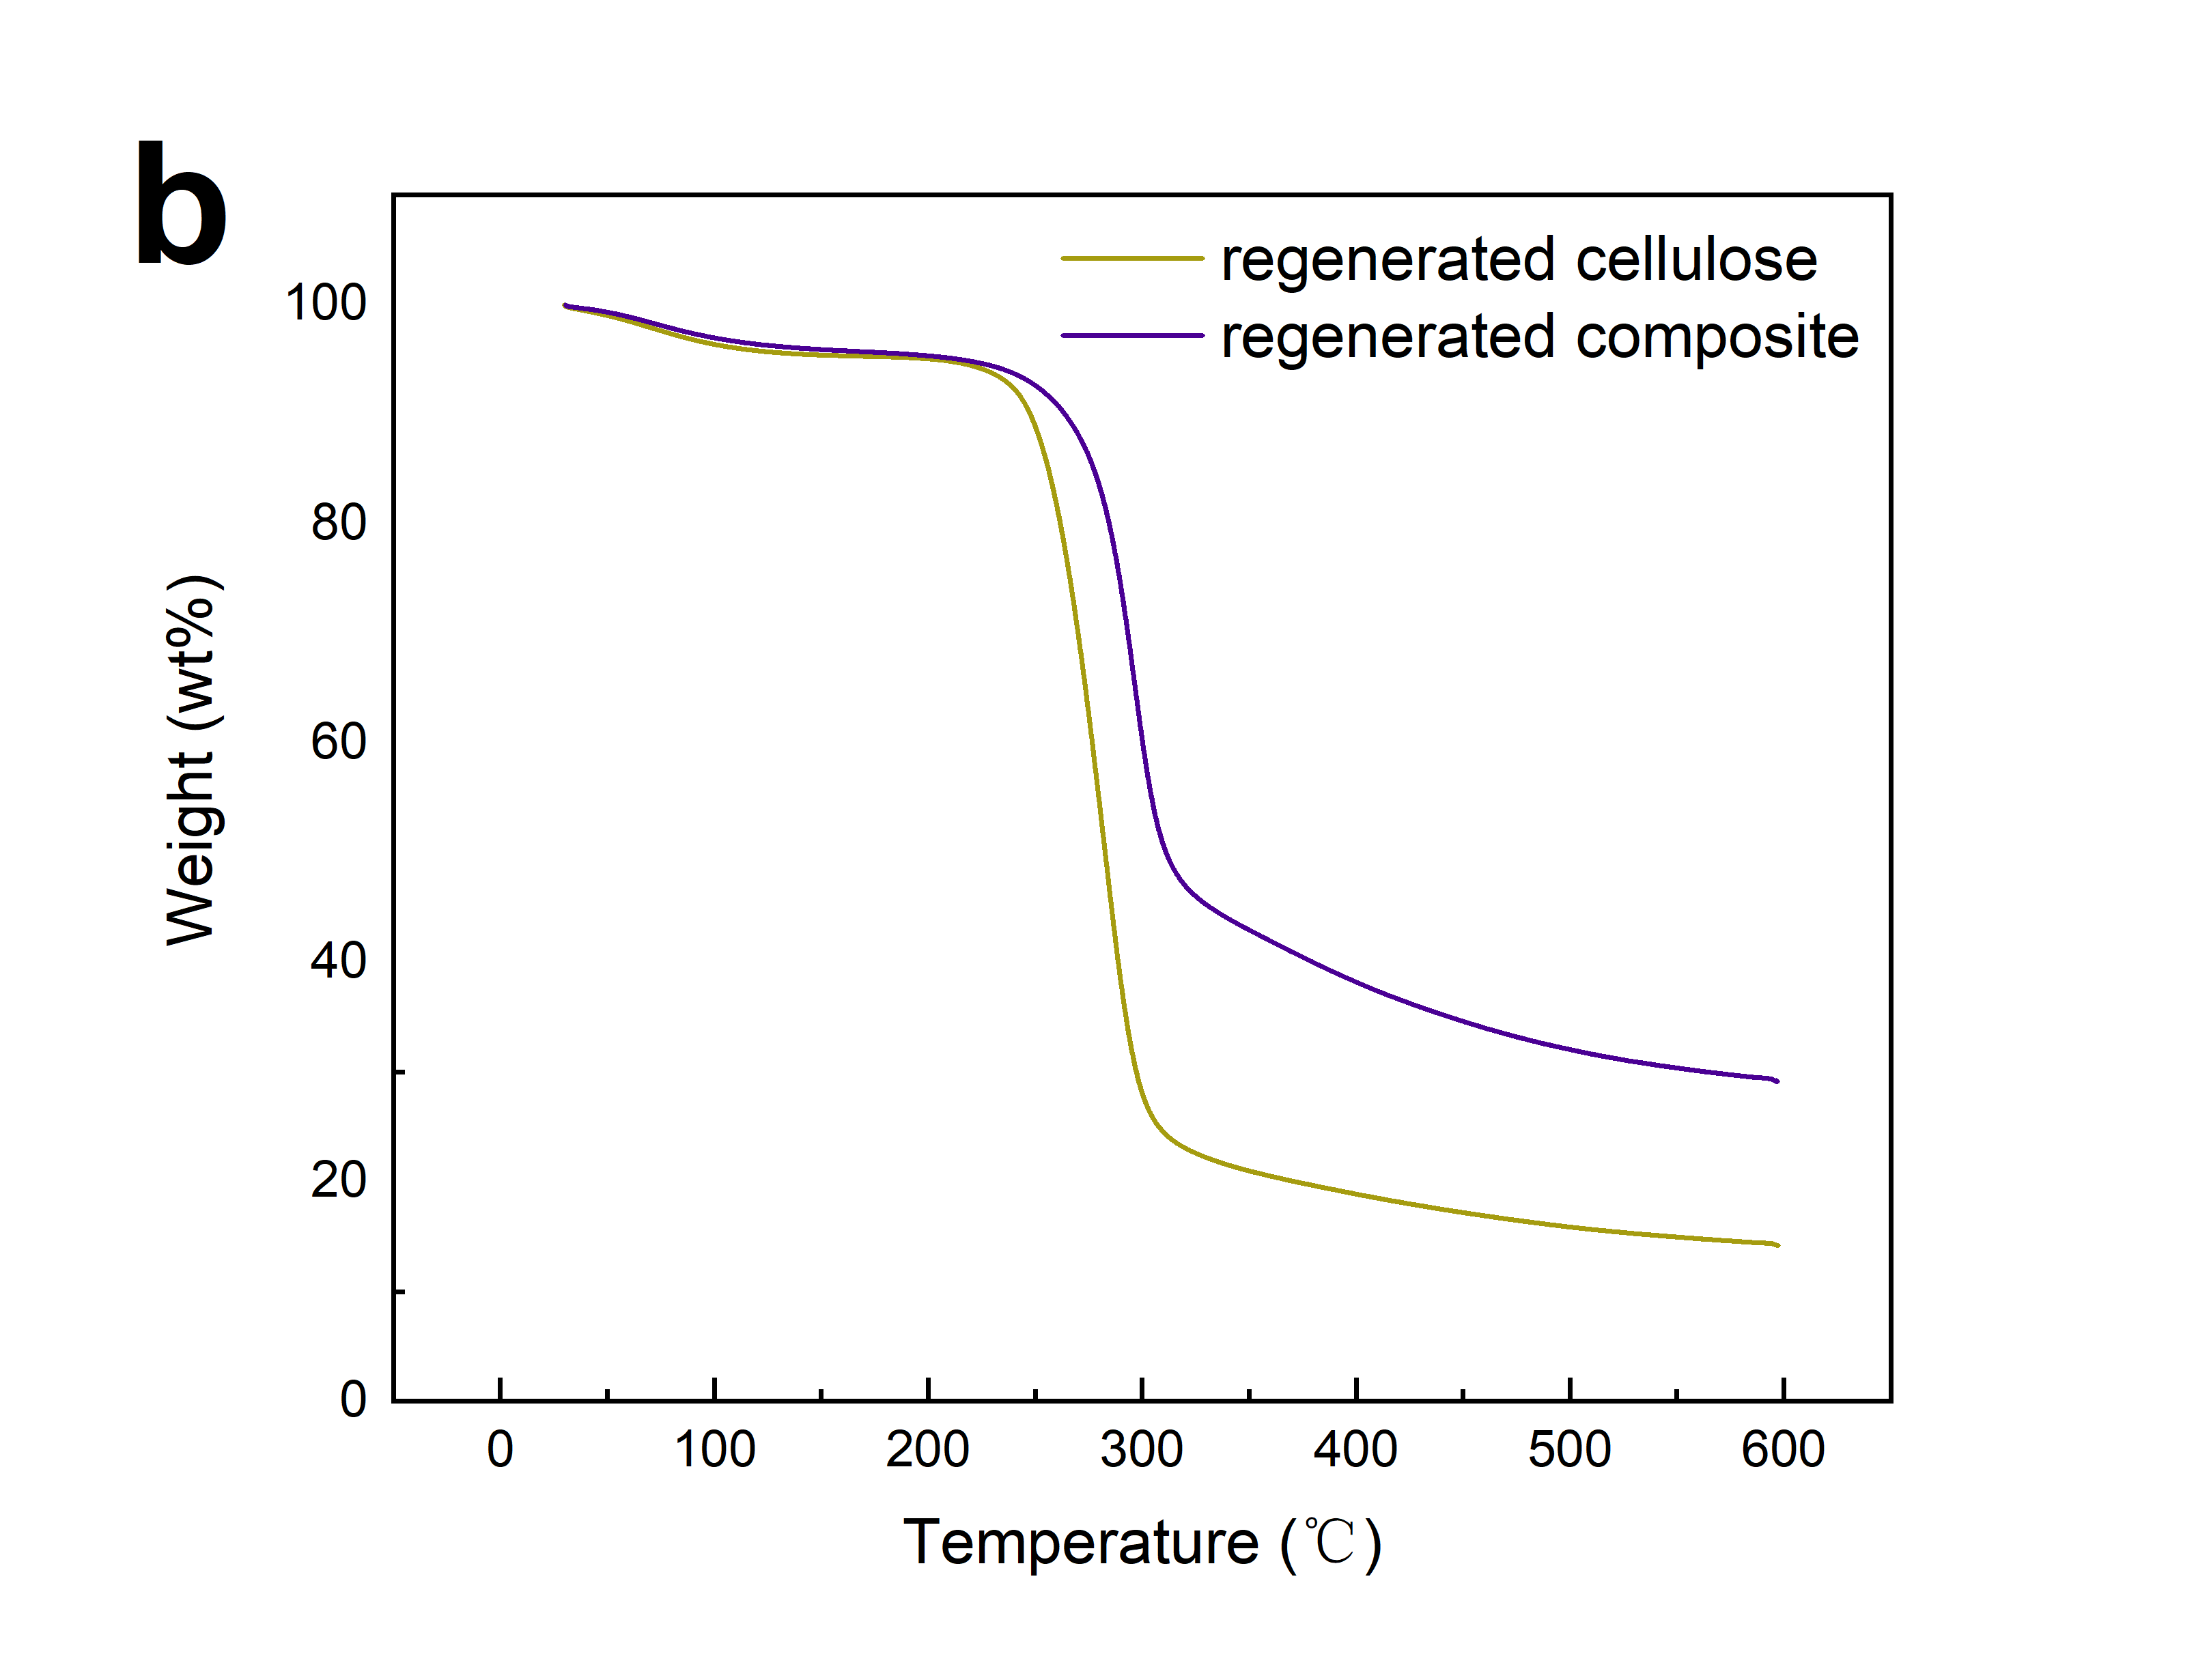 b
regenerated cellulose
regenerated composite
100
80
60
40
20
0
Weight (wt%)
0 100 200 300 400 500 600
Temperature (℃)